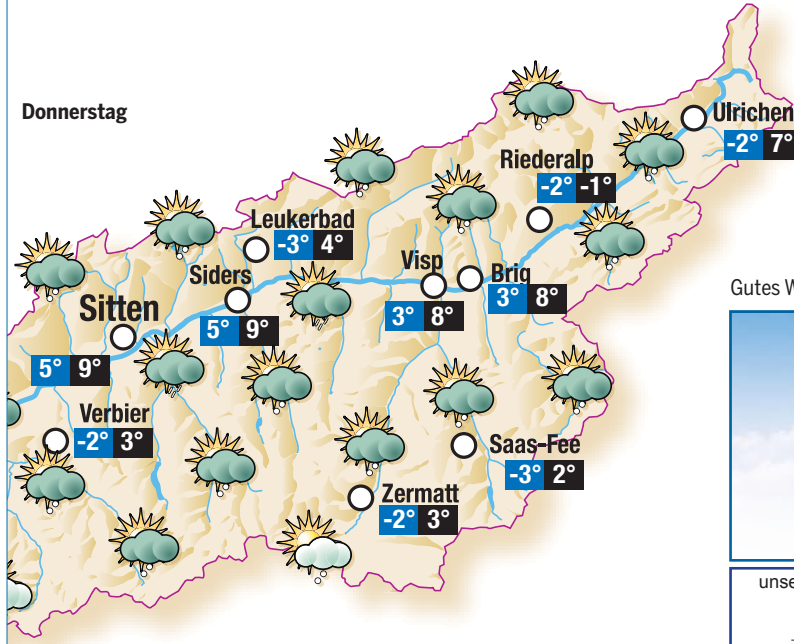 Donnerstag
Ulrichen
-2° 7°
Riederalp
-2° -1°
Leukerbad
-3° 4°
Visp
3° 8°
Brig
3° 8°
Siders
5° 9°
Sitten
5° 9°
Verbier
-2° 3°
Saas-Fee
-3° 2°
Zermatt
-2° 3°
Gutes W
unse